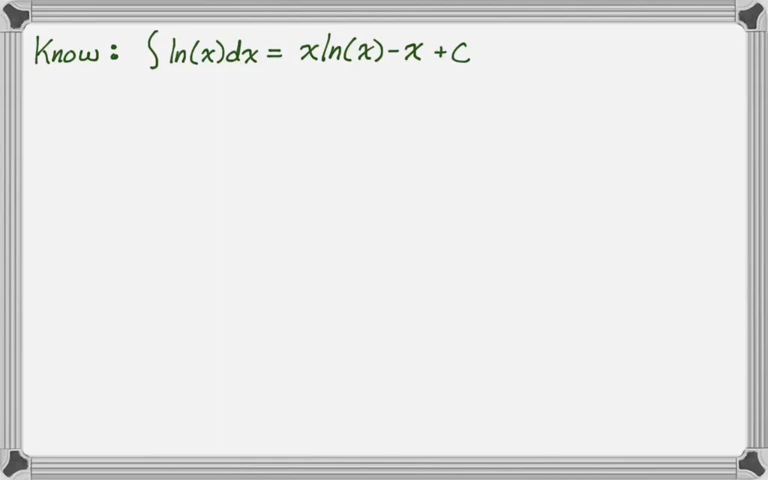 Know: ∫ ln(x)dx = xln(x)-x +C